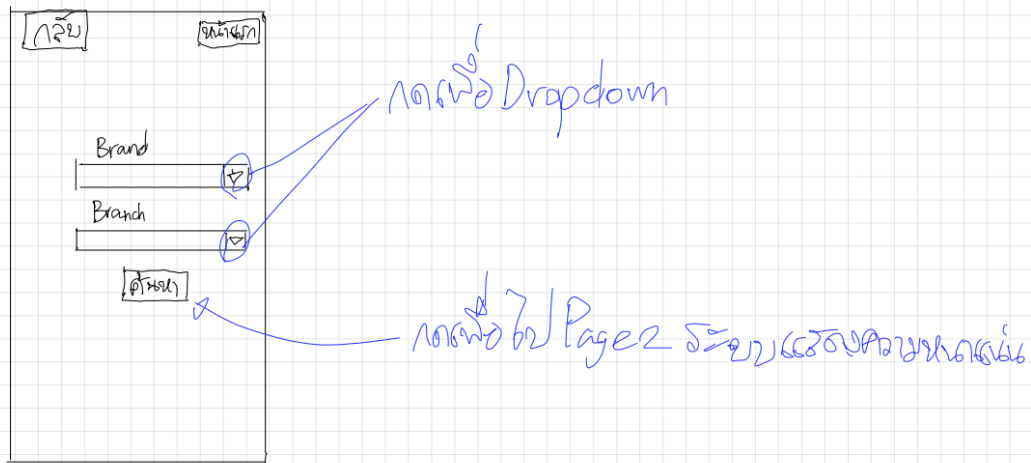 กลับ
หน้าแรก
กดเพื่อ Dropdown
Brand
Branch
ค้นหา
กดเพื่อไป Page2 ระบบแสดงความหนาแน่น